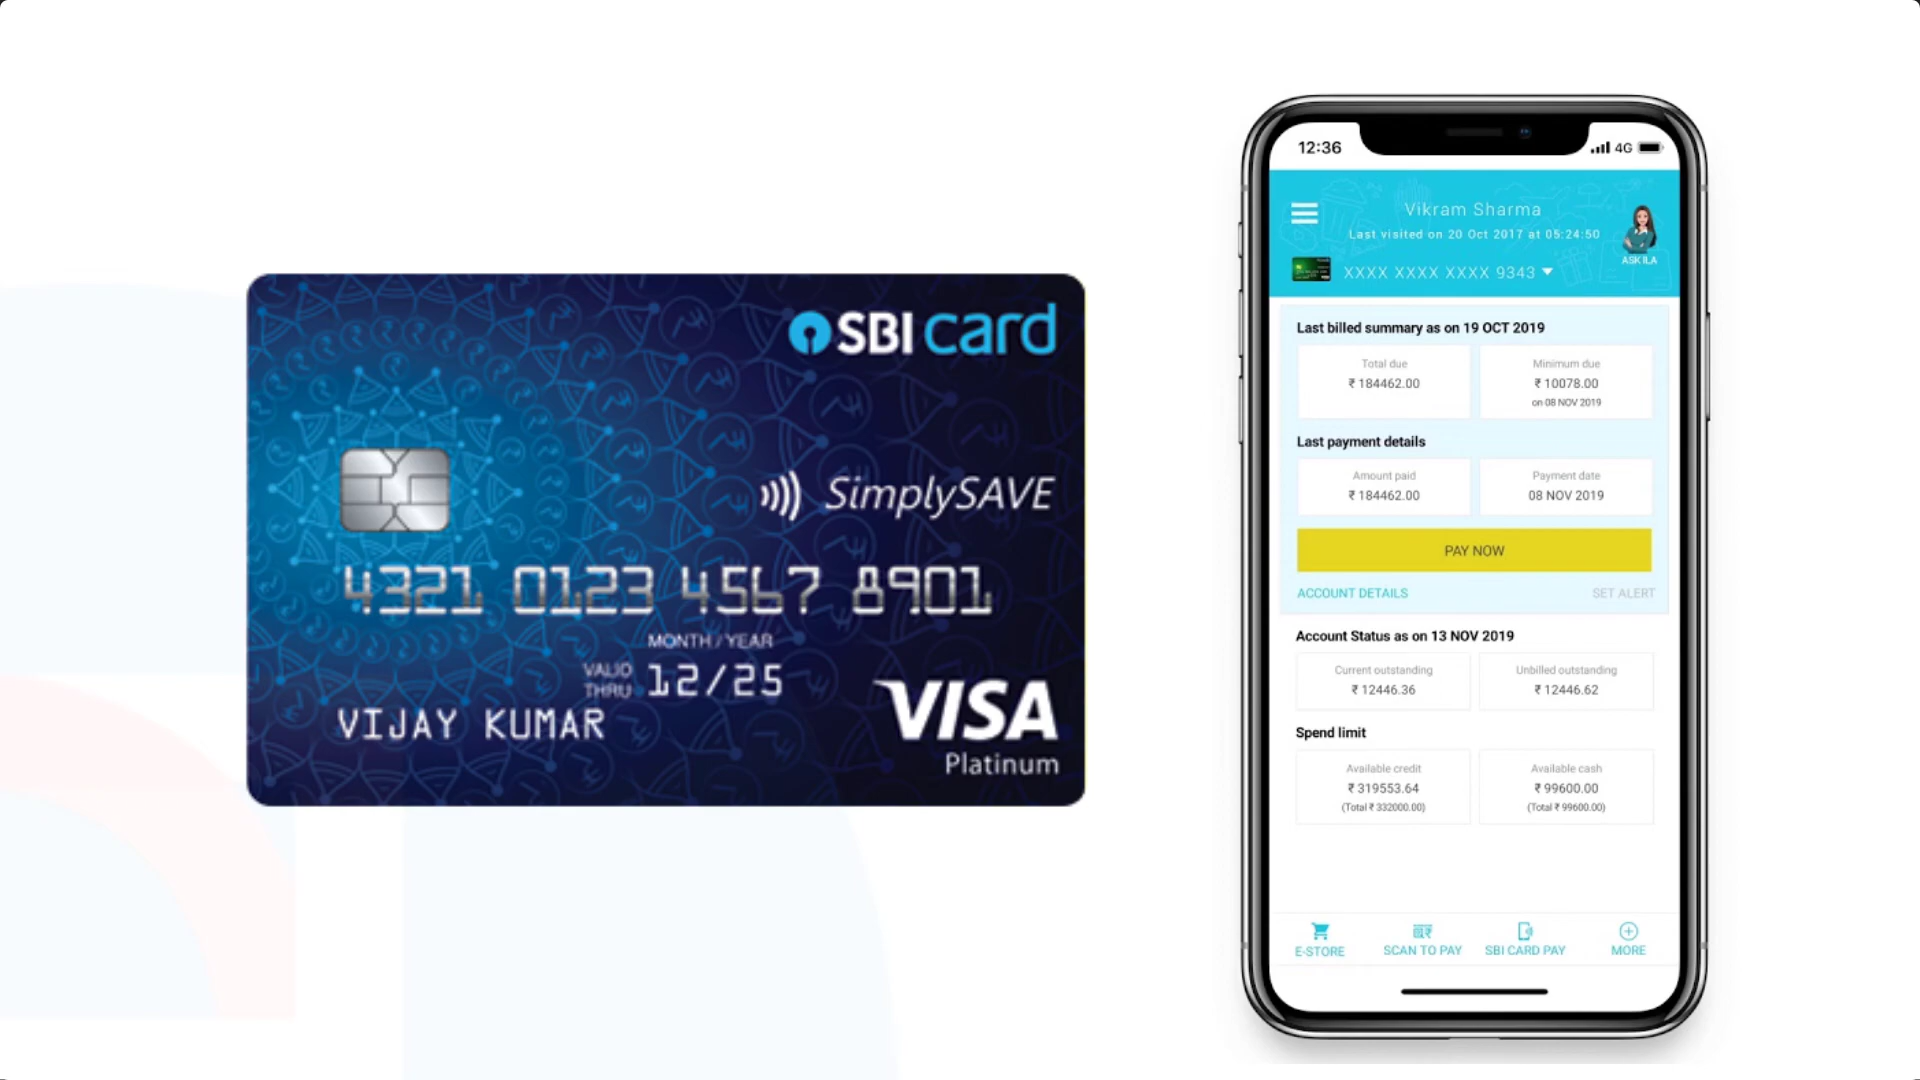 SBI card
SimplySAVE
4321 0123 4567 8901
MONTH / YEAR
VALID THRU 12/25
VIJAY KUMAR
VISA
Platinum
12:36 4G
Vikram Sharma
Last visited on 20 Oct 2017 at 05:24:50
ASK ILA
XXXX XXXX XXXX 9343
Last billed summary as on 19 OCT 2019
Total due Minimum due
₹ 184462.00 ₹ 10078.00
on 08 NOV 2019
Last payment details
Amount paid Payment date
₹ 184462.00 08 NOV 2019
PAY NOW
ACCOUNT DETAILS SET ALERT
Account Status as on 13 NOV 2019
Current outstanding Unbilled outstanding
₹ 12446.36 ₹ 12446.62
Spend limit
Available credit Available cash
₹ 319553.64 ₹ 99600.00
(Total ₹ 332000.00) (Total ₹ 99600.00)
E-STORE SCAN TO PAY SBI CARD PAY MORE